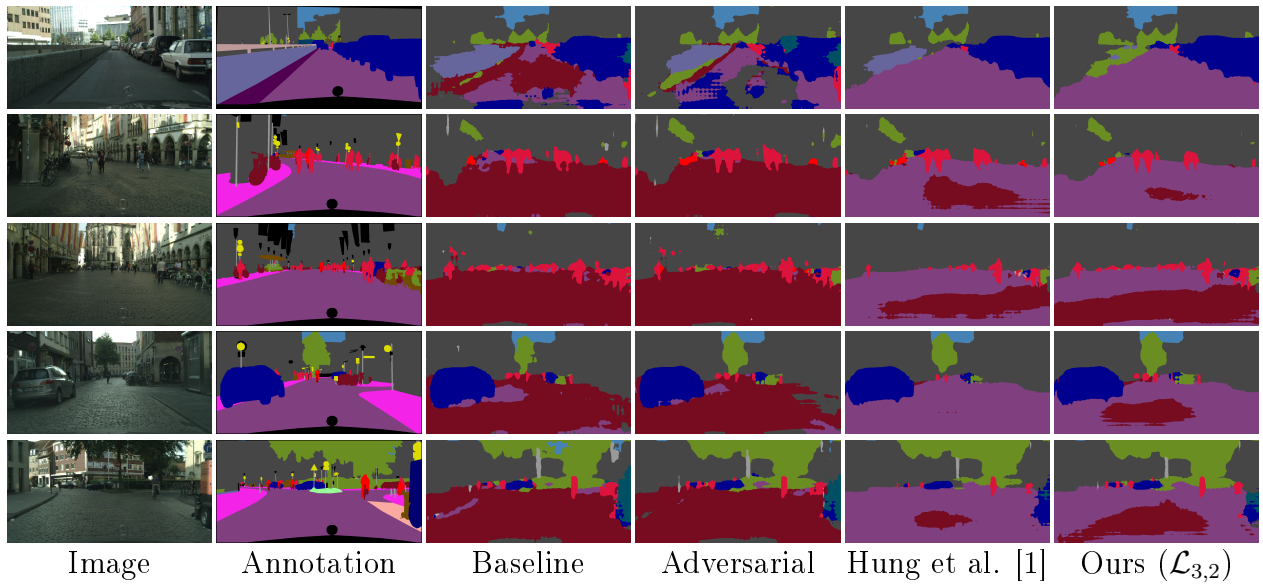 Image Annotation Baseline Adversarial Hung et al. [1] Ours (𝓛₃,₂)